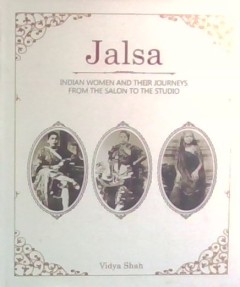 Jalsa
INDIAN WOMEN AND THEIR JOURNEYS
FROM THE SALON TO THE STUDIO
Vidya Shah